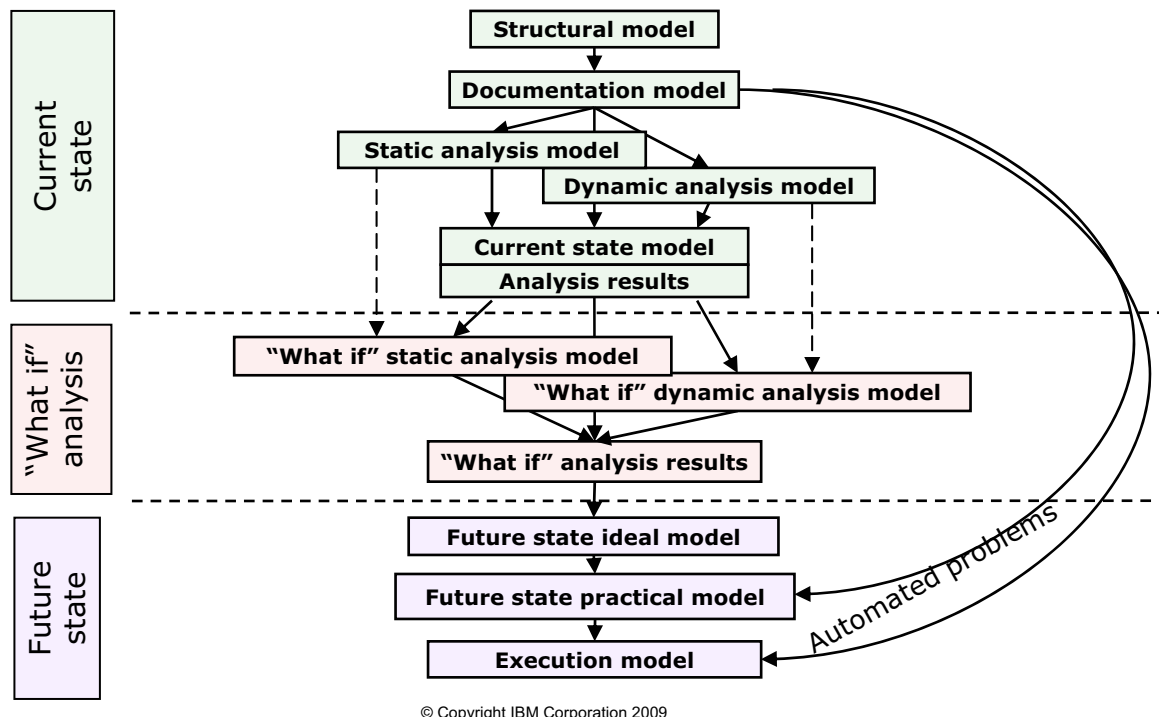 Current
state
Structural model
Documentation model
Static analysis model
Dynamic analysis model
Current state model
Analysis results
“What if”
analysis
“What if” static analysis model
“What if” dynamic analysis model
“What if” analysis results
Future
state
Future state ideal model
Future state practical model
Execution model
Automated problems
© Copyright IBM Corporation 2009